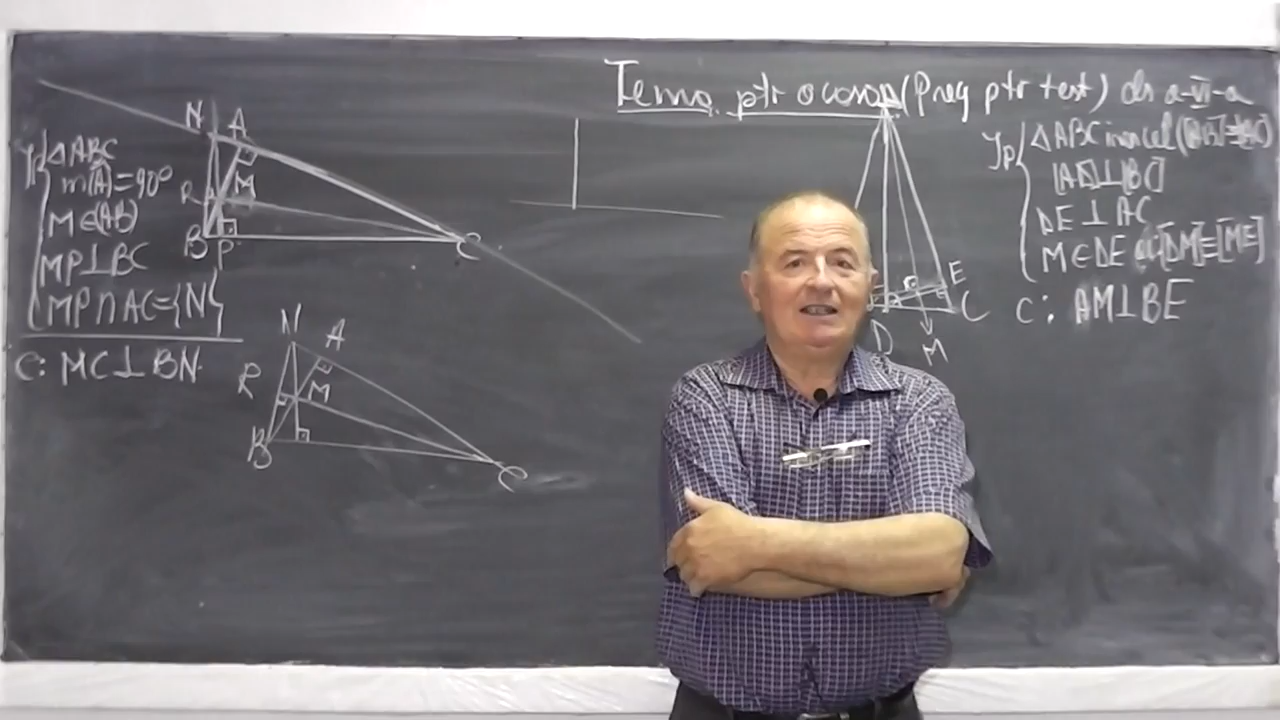 Tema ptr acasa (Preg ptr test) cls a-VI-a
Ip ΔABC
m(Â)=90°
M∈(AB)
MP⊥BC
MP∩AC={N}
C: MC⊥BN
N A
R M
B P C
N A
R M
B C
A
E
D C
M
Ip ΔABC isoscel ([AB]≡[AC])
[AD]⊥[BC]
DE⊥AC
M∈DE aî [DM]≡[ME]
C: AM⊥BE